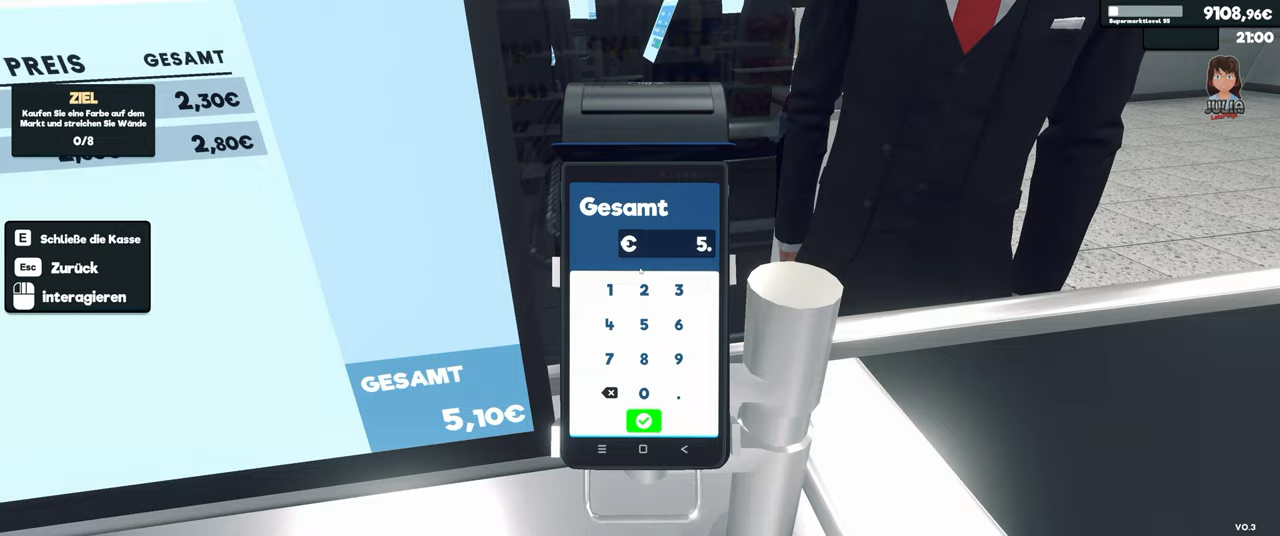 PREIS GESAMT
2,30€
2,80€
ZIEL
Kaufen Sie eine Farbe auf dem
Markt und streichen Sie Wände
0/8
E Schließe die Kasse
Esc Zurück
interagieren
GESAMT
5,10€
Gesamt
€ 5.
1 2 3
4 5 6
7 8 9
0 .
9108,96€
Supermarktlevel 55
21:00
JULIA
V0.3